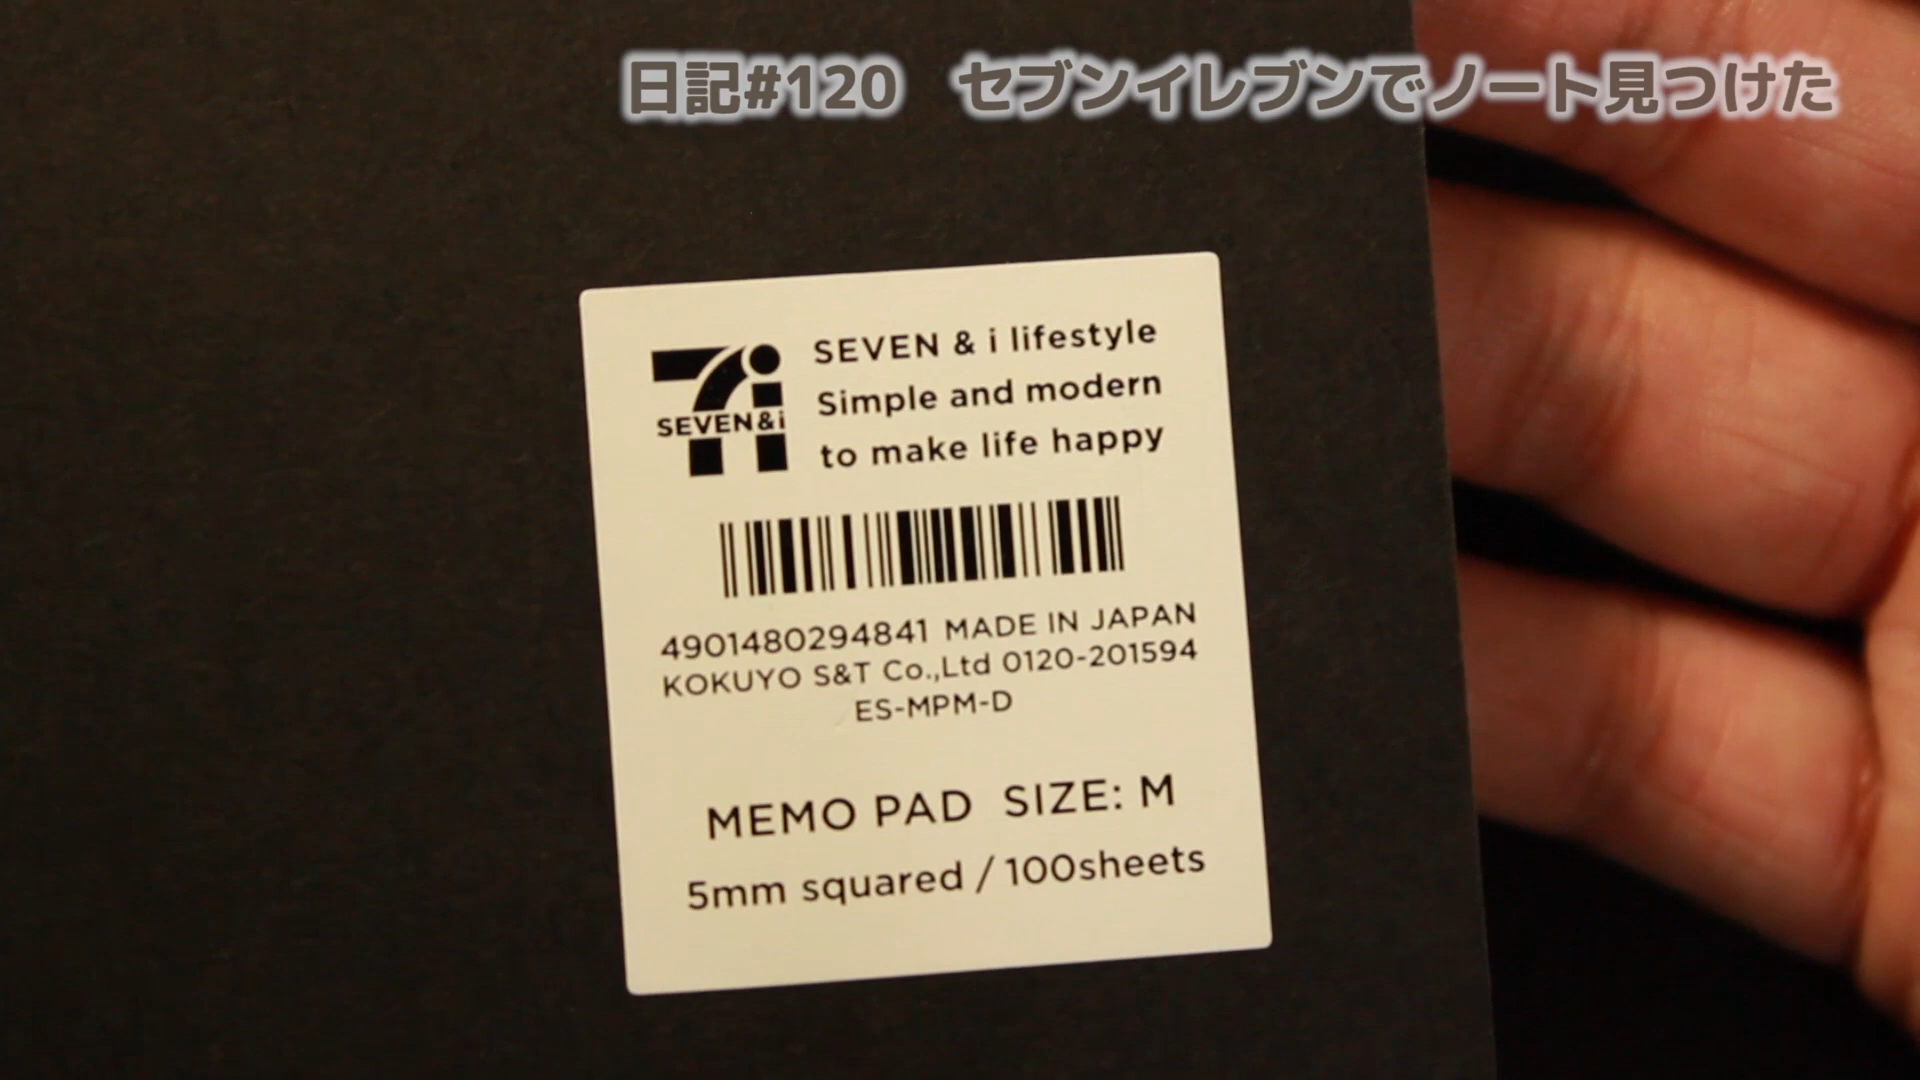 日記#120　セブンイレブンでノート見つけた
SEVEN & i lifestyle
Simple and modern
to make life happy
SEVEN&i
4901480294841 MADE IN JAPAN
KOKUYO S&T Co.,Ltd 0120-201594
ES-MPM-D
MEMO PAD SIZE: M
5mm squared / 100sheets